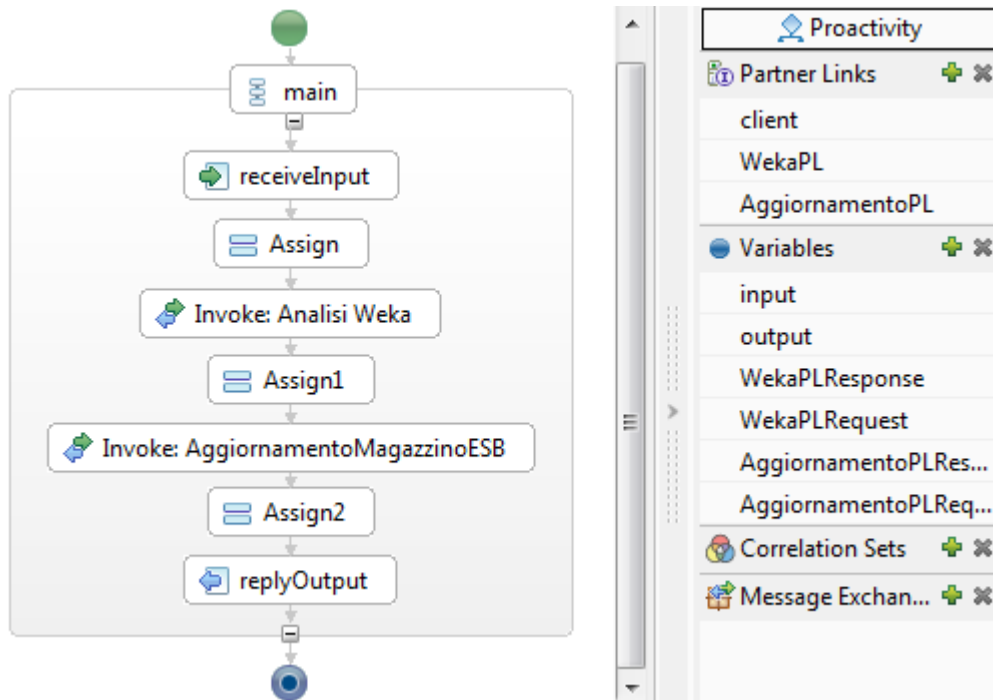 main
receiveInput
Assign
Invoke: Analisi Weka
Assign1
Invoke: AggiornamentoMagazzinoESB
Assign2
replyOutput
Proactivity
Partner Links
client
WekaPL
AggiornamentoPL
Variables
input
output
WekaPLResponse
WekaPLRequest
AggiornamentoPLRes...
AggiornamentoPLReq...
Correlation Sets
Message Exchan...